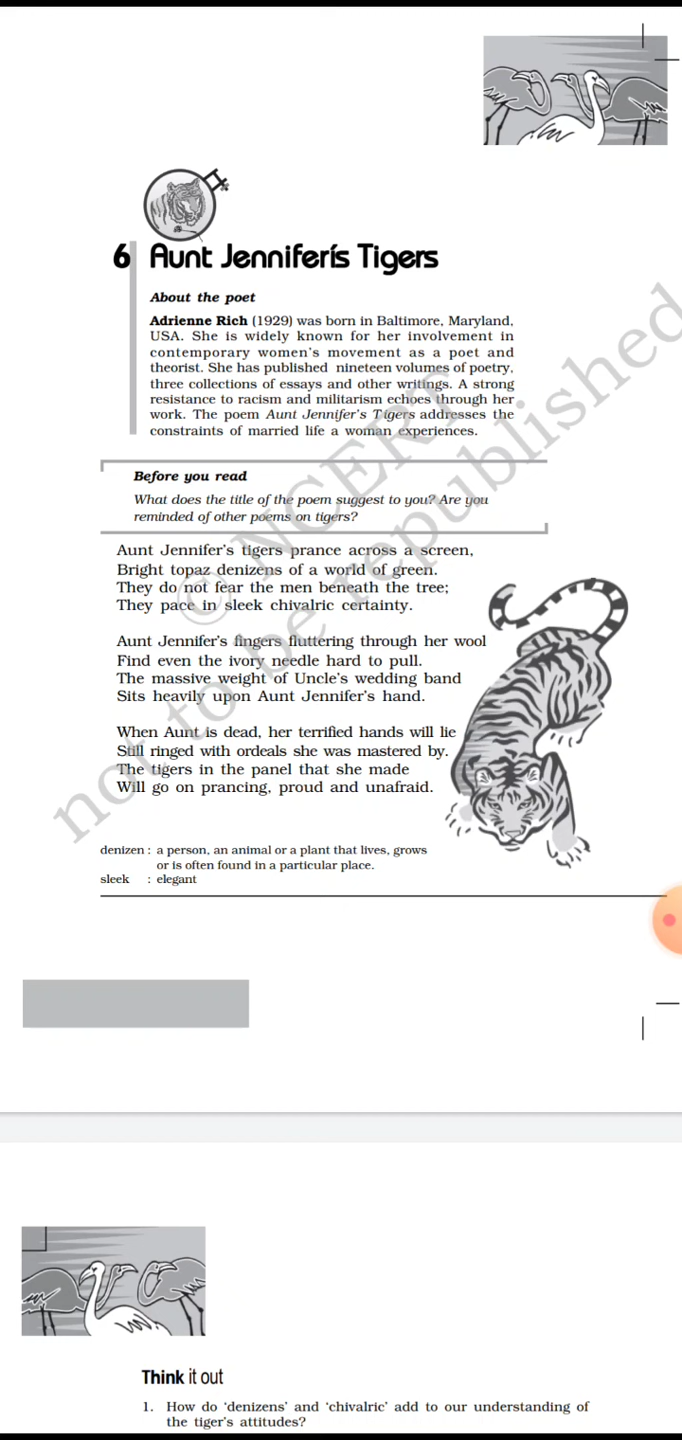 6 Aunt Jenniferís Tigers
About the poet
Adrienne Rich (1929) was born in Baltimore, Maryland,
USA. She is widely known for her involvement in
contemporary women's movement as a poet and
theorist. She has published nineteen volumes of poetry,
three collections of essays and other writings. A strong
resistance to racism and militarism echoes through her
work. The poem Aunt Jennifer's Tigers addresses the
constraints of married life a woman experiences.
Before you read
What does the title of the poem suggest to you? Are you
reminded of other poems on tigers?
Aunt Jennifer's tigers prance across a screen,
Bright topaz denizens of a world of green.
They do not fear the men beneath the tree;
They pace in sleek chivalric certainty.
Aunt Jennifer's fingers fluttering through her wool
Find even the ivory needle hard to pull.
The massive weight of Uncle's wedding band
Sits heavily upon Aunt Jennifer's hand.
When Aunt is dead, her terrified hands will lie
Still ringed with ordeals she was mastered by.
The tigers in the panel that she made
Will go on prancing, proud and unafraid.
denizen : a person, an animal or a plant that lives, grows
or is often found in a particular place.
sleek : elegant
© NCERT
not to be republished
Think it out
1. How do 'denizens' and 'chivalric' add to our understanding of
the tiger's attitudes?